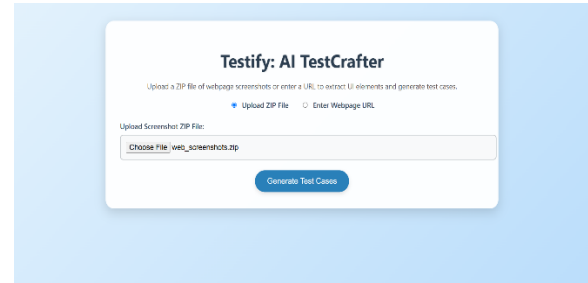 Testify: AI TestCrafter
Upload a ZIP file of webpage screenshots or enter a URL to extract UI elements and generate test cases.
Upload ZIP File Enter Webpage URL
Upload Screenshot ZIP File:
Choose File web_screenshots.zip
Generate Test Cases